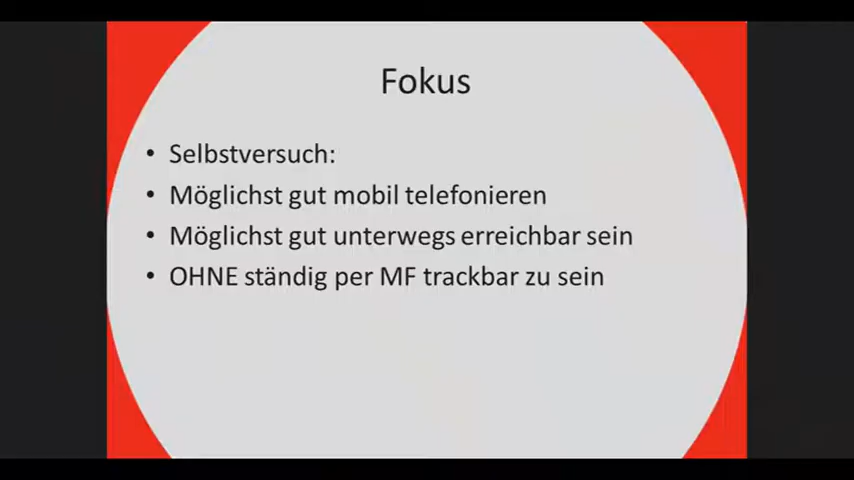 Fokus
• Selbstversuch:
• Möglichst gut mobil telefonieren
• Möglichst gut unterwegs erreichbar sein
• OHNE ständig per MF trackbar zu sein